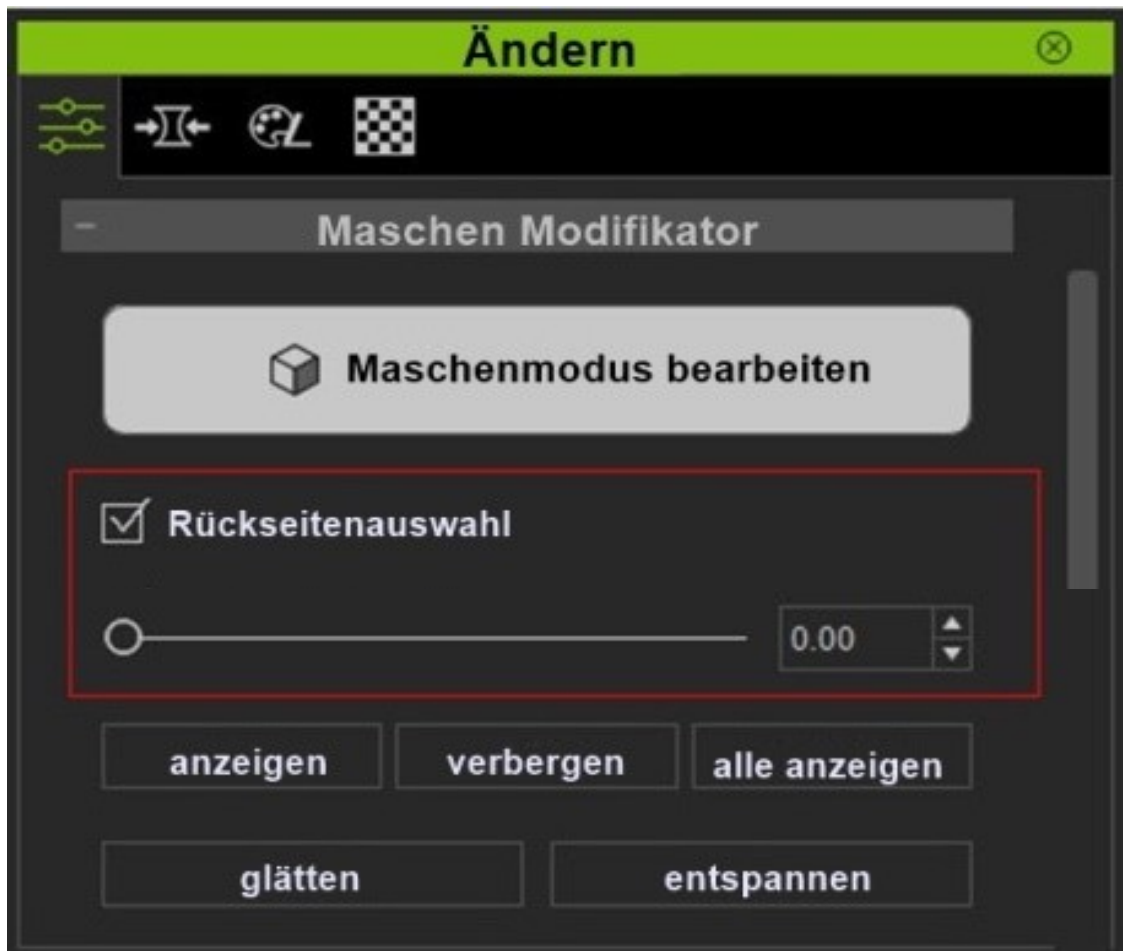 Ändern
Maschen Modifikator
Maschenmodus bearbeiten
Rückseitenauswahl
0.00
anzeigen verbergen alle anzeigen
glätten entspannen